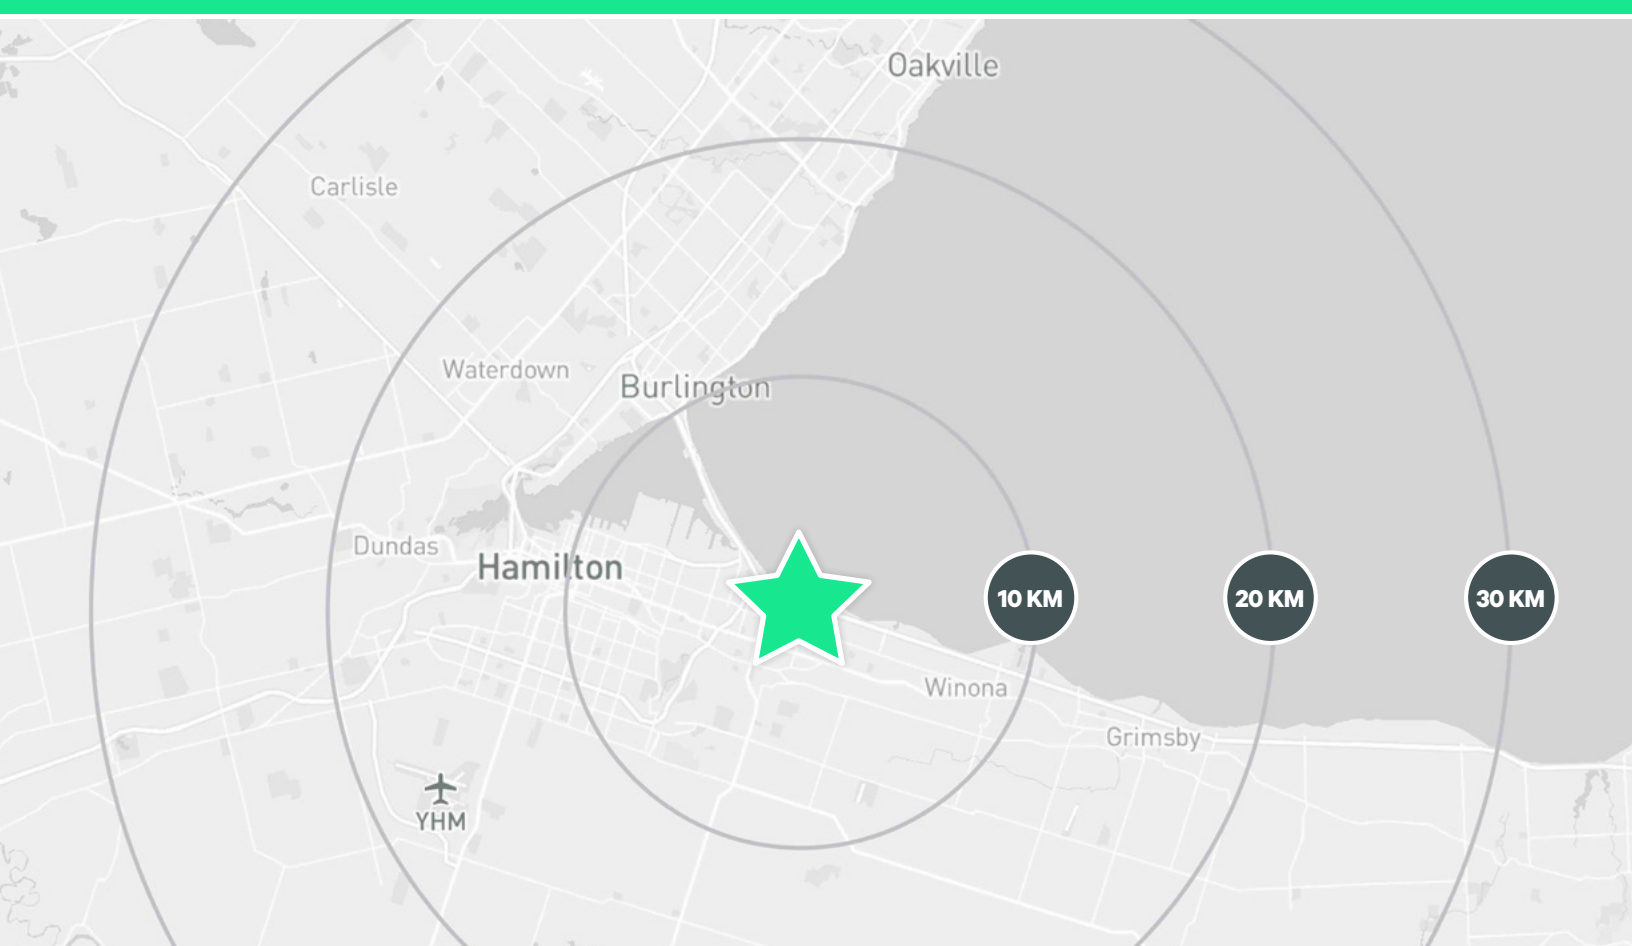 Oakville
Carlisle
Waterdown
Burlington
Dundas
Hamilton
10 KM
20 KM
30 KM
Winona
Grimsby
YHM